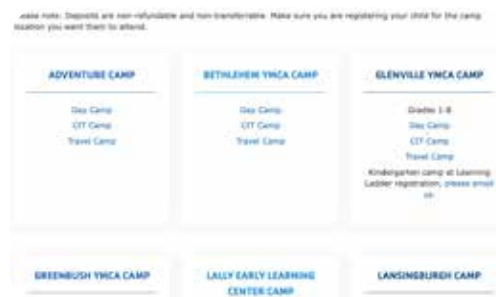 Please note: Deposits are non-refundable and non-transferrable. Make sure you are registering your child for the camp
location you want them to attend.
ADVENTURE CAMP
Day Camp
CIT Camp
Travel Camp
BETHLEHEM YMCA CAMP
Day Camp
CIT Camp
Travel Camp
GLENVILLE YMCA CAMP
Grades 1-8
Day Camp
CIT Camp
Travel Camp
Kindergarten camp at Learning
Ladder registration, please email
us
GREENBUSH YMCA CAMP
LALLY EARLY LEARNING
CENTER CAMP
LANSINGBURGH CAMP